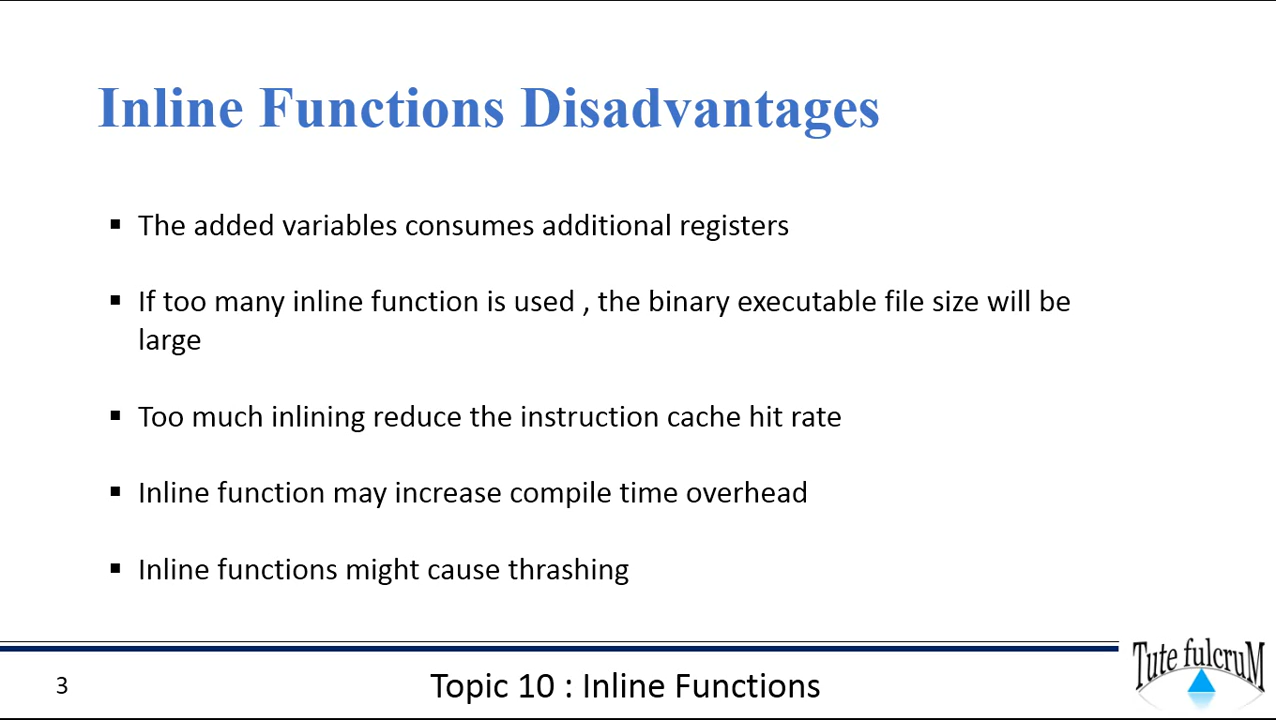 Inline Functions Disadvantages
▪ The added variables consumes additional registers
▪ If too many inline function is used , the binary executable file size will be
large
▪ Too much inlining reduce the instruction cache hit rate
▪ Inline function may increase compile time overhead
▪ Inline functions might cause thrashing
3
Topic 10 : Inline Functions
Tute fulcruM